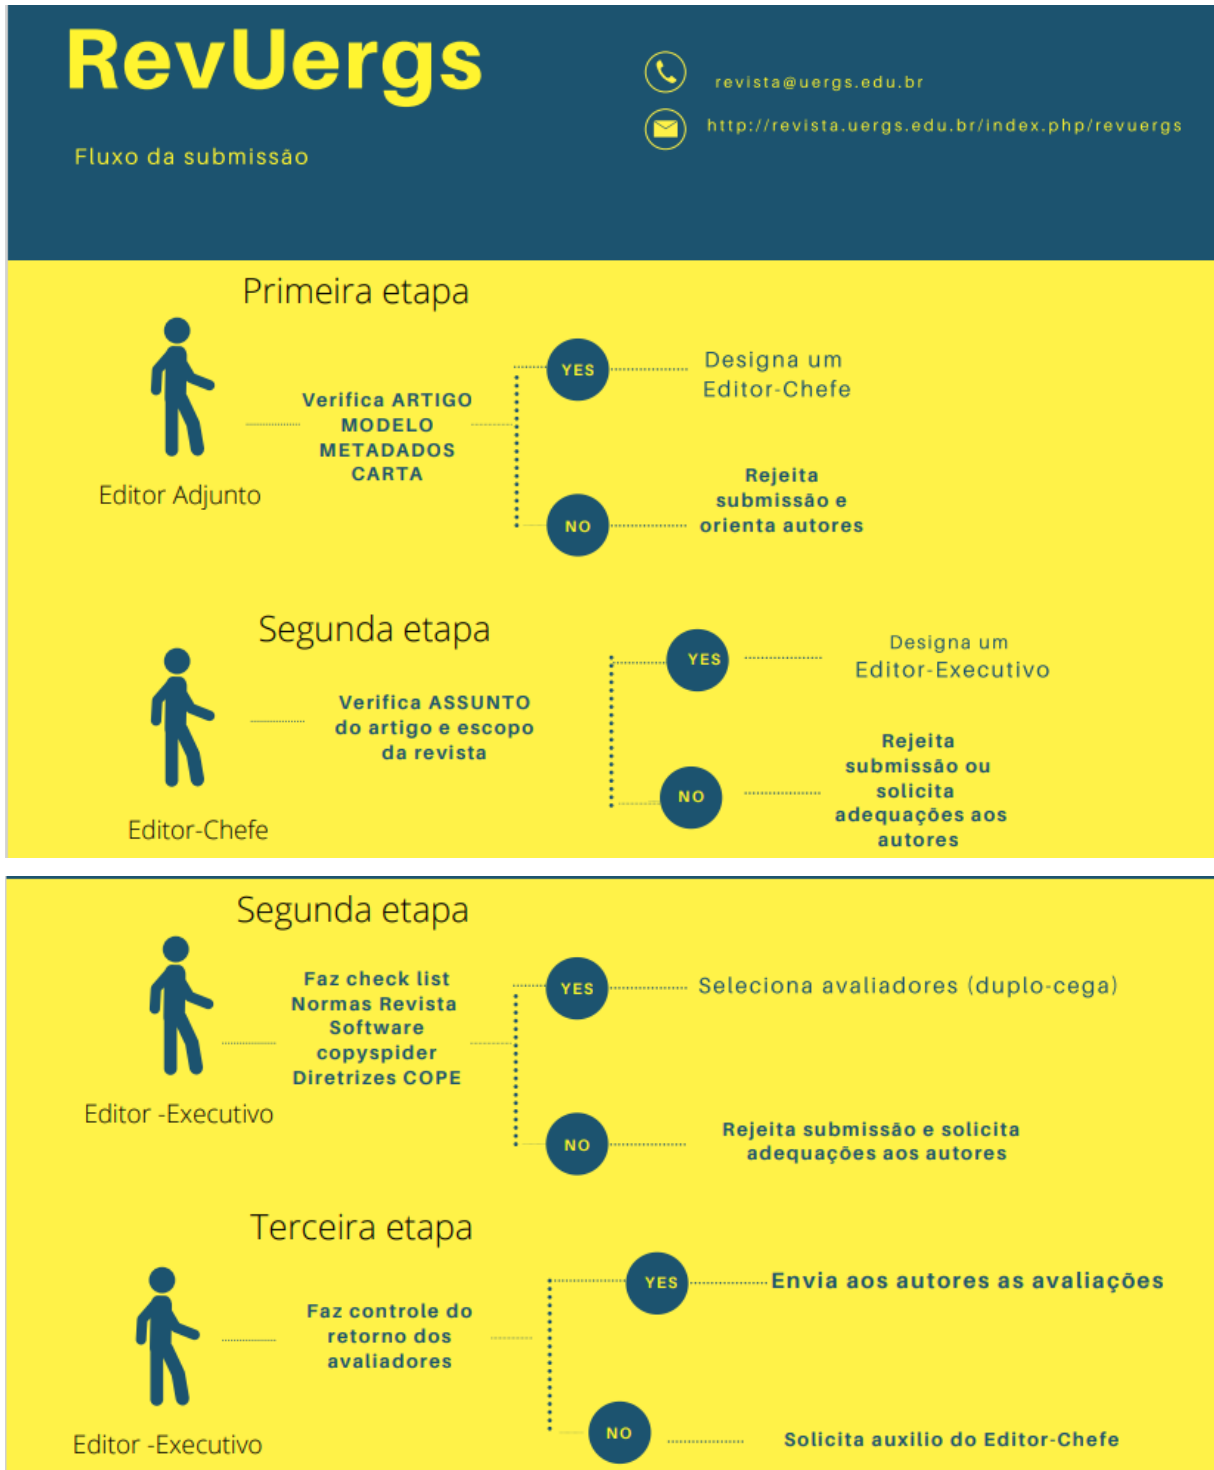 RevUergs
Fluxo da submissão
revista@uergs.edu.br
http://revista.uergs.edu.br/index.php/revuergs
Primeira etapa
Editor Adjunto
Verifica ARTIGO
MODELO
METADADOS
CARTA
YES
Designa um
Editor-Chefe
NO
Rejeita
submissão e
orienta autores
Segunda etapa
Editor-Chefe
Verifica ASSUNTO
do artigo e escopo
da revista
YES
Designa um
Editor-Executivo
NO
Rejeita
submissão ou
solicita
adequações aos
autores
Segunda etapa
Editor -Executivo
Faz check list
Normas Revista
Software
copyspider
Diretrizes COPE
YES
Seleciona avaliadores (duplo-cega)
NO
Rejeita submissão e solicita
adequações aos autores
Terceira etapa
Editor -Executivo
Faz controle do
retorno dos
avaliadores
YES
Envia aos autores as avaliações
NO
Solicita auxilio do Editor-Chefe